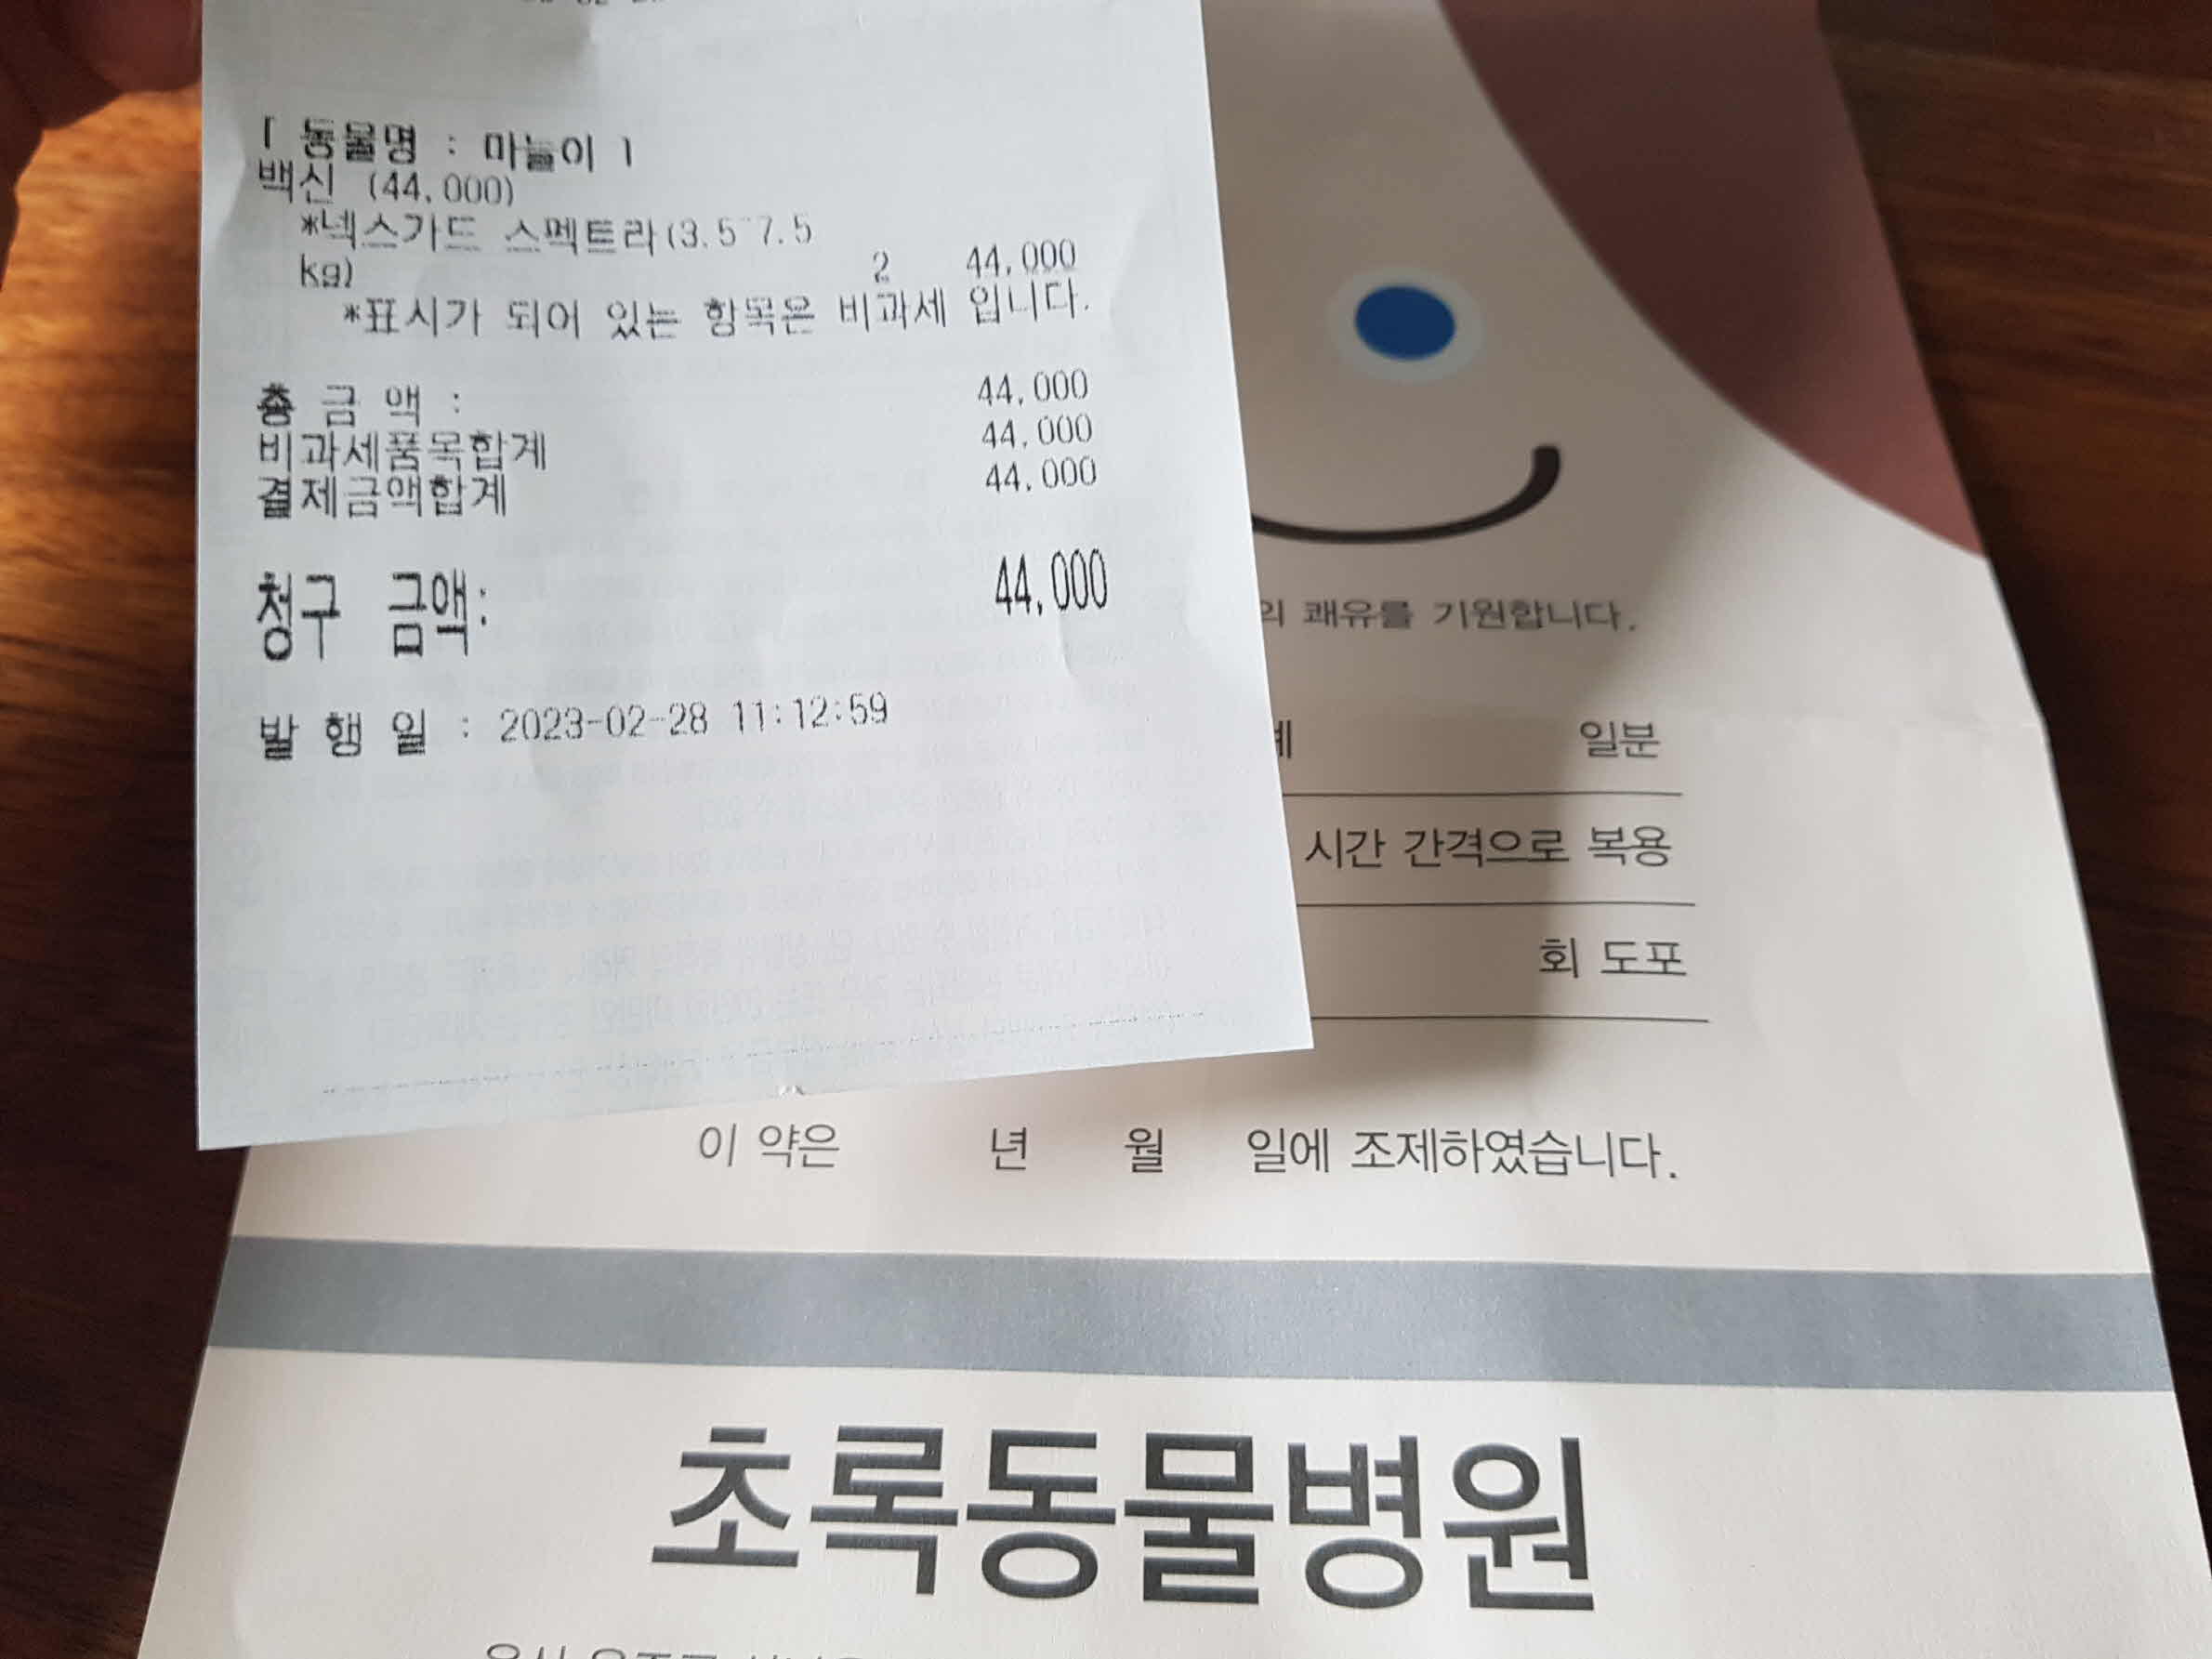 [ 동물명 : 마늘이 ]
백신 (44,000)
*넥스가드 스펙트라(3.5~7.5
kg) 2 44,000
*표시가 되어 있는 항목은 비과세 입니다.
총 금 액 : 44,000
비과세품목합계 44,000
결제금액합계 44,000
청구 금액: 44,000
발 행 일 : 2023-02-28 11:12:59
의 쾌유를 기원합니다.
일분
시간 간격으로 복용
회 도포
이 약은 년 월 일에 조제하였습니다.
초록동물병원